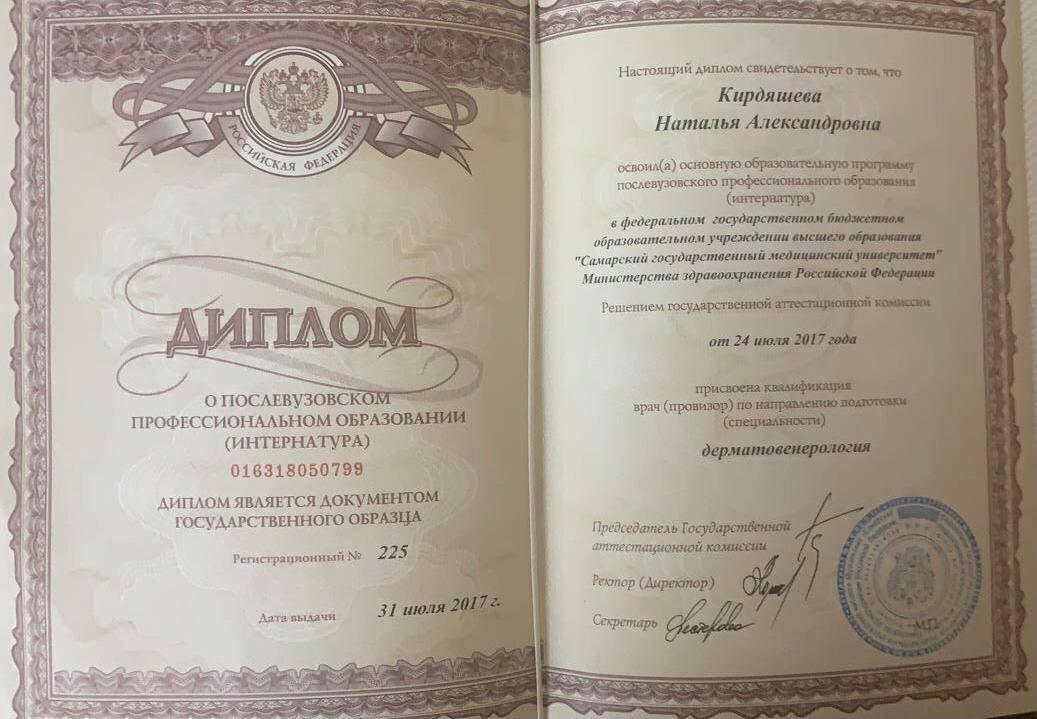 РОССИЙСКАЯ ФЕДЕРАЦИЯ
ДИПЛОМ
О ПОСЛЕВУЗОВСКОМ
ПРОФЕССИОНАЛЬНОМ ОБРАЗОВАНИИ
(ИНТЕРНАТУРА)
016318050799
ДИПЛОМ ЯВЛЯЕТСЯ ДОКУМЕНТОМ
ГОСУДАРСТВЕННОГО ОБРАЗЦА
Регистрационный № 225
Дата выдачи 31 июля 2017 г.
Настоящий диплом свидетельствует о том, что
Кирдяшева
Наталья Александровна
освоил(а) основную образовательную программу
послевузовского профессионального образования
(интернатура)
в федеральном государственном бюджетном
образовательном учреждении высшего образования
"Самарский государственный медицинский университет"
Министерства здравоохранения Российской Федерации
Решением государственной аттестационной комиссии
от 24 июля 2017 года
присвоена квалификация
врач (провизор) по направлению подготовки
(специальности)
дерматовенерология
Председатель Государственной
аттестационной комиссии
Ректор (Директор)
Секретарь
М.П.